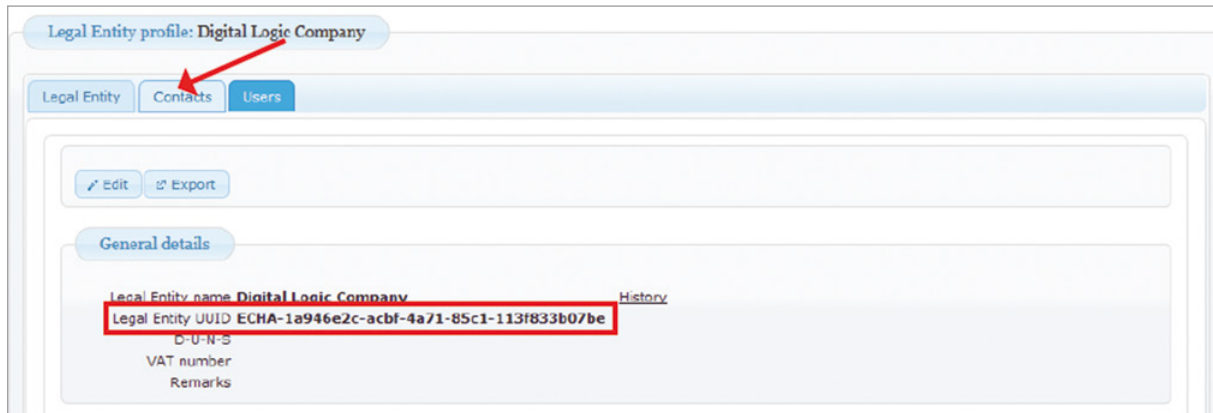 Legal Entity profile: Digital Logic Company
Legal Entity Contacts Users
Edit Export
General details
Legal Entity name Digital Logic Company History
Legal Entity UUID ECHA-1a946e2c-acbf-4a71-85c1-113f833b07be
D-U-N-S
VAT number
Remarks